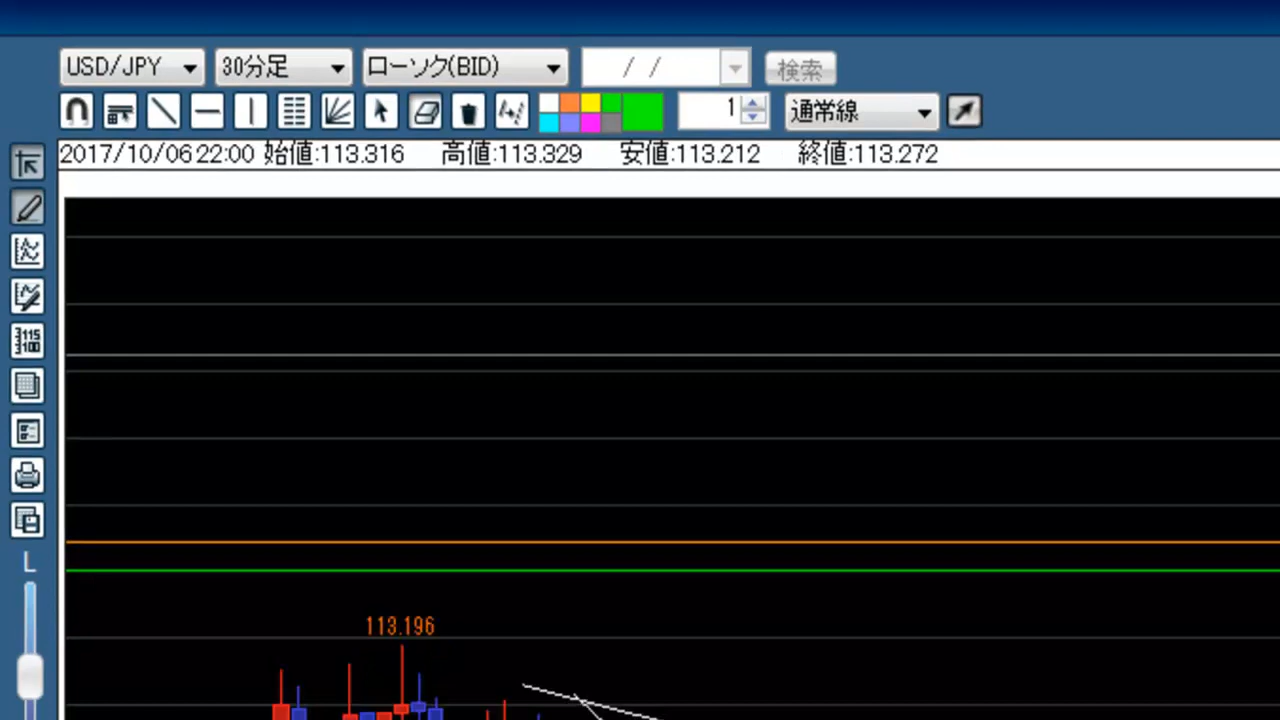 USD/JPY 30分足 ローソク(BID) / / 検索
1 通常線
2017/10/06 22:00 始値:113.316 高値:113.329 安値:113.212 終値:113.272
115
100
L
113.196